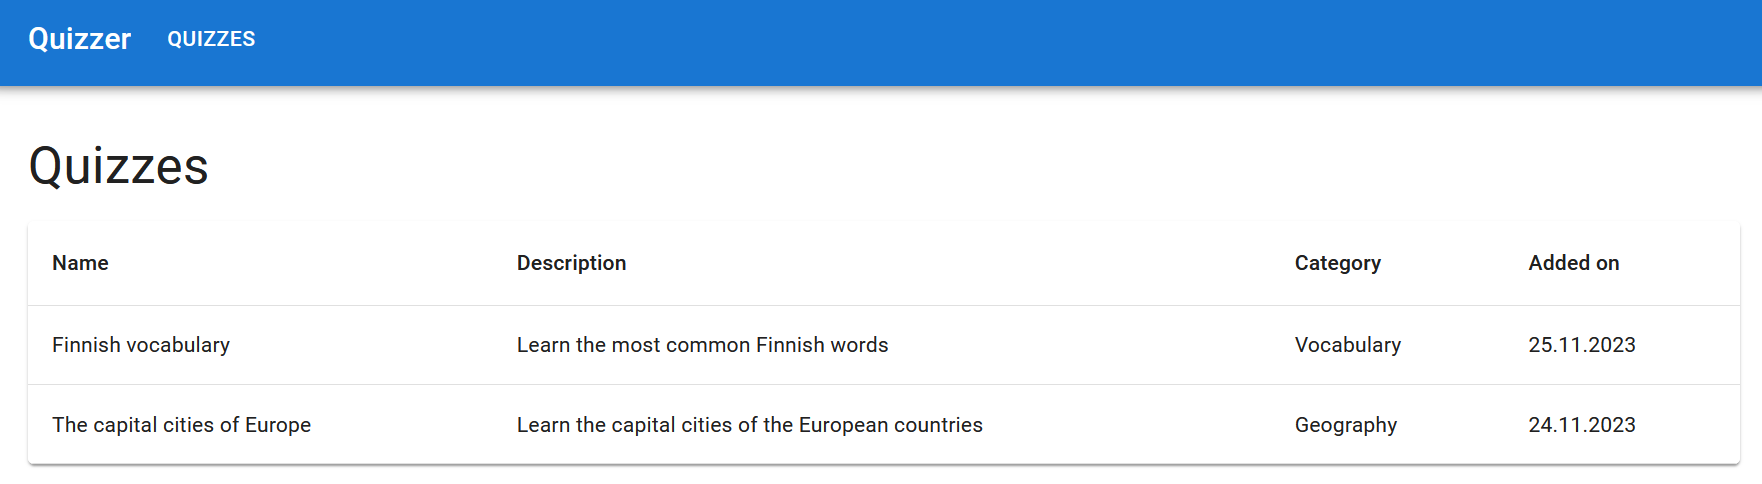 Quizzer QUIZZES
Quizzes
Name Description Category Added on
Finnish vocabulary Learn the most common Finnish words Vocabulary 25.11.2023
The capital cities of Europe Learn the capital cities of the European countries Geography 24.11.2023